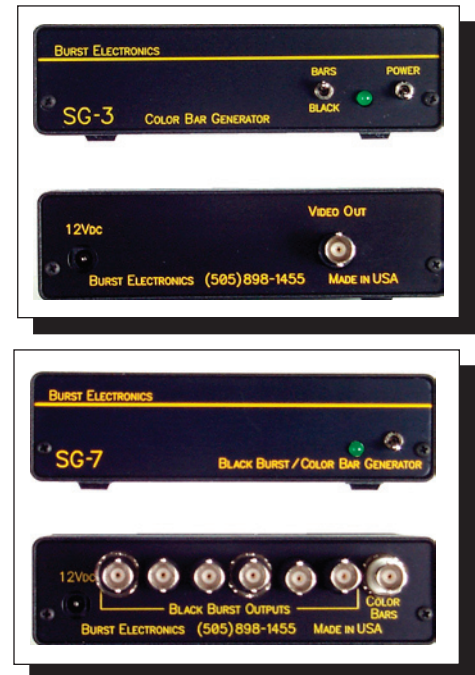 BURST ELECTRONICS
BARS POWER
BLACK
SG-3 COLOR BAR GENERATOR
VIDEO OUT
12VDC
BURST ELECTRONICS (505)898-1455 MADE IN USA
BURST ELECTRONICS
SG-7 BLACK BURST/COLOR BAR GENERATOR
12VDC
BLACK BURST OUTPUTS
COLOR
BARS
BURST ELECTRONICS (505)898-1455 MADE IN USA